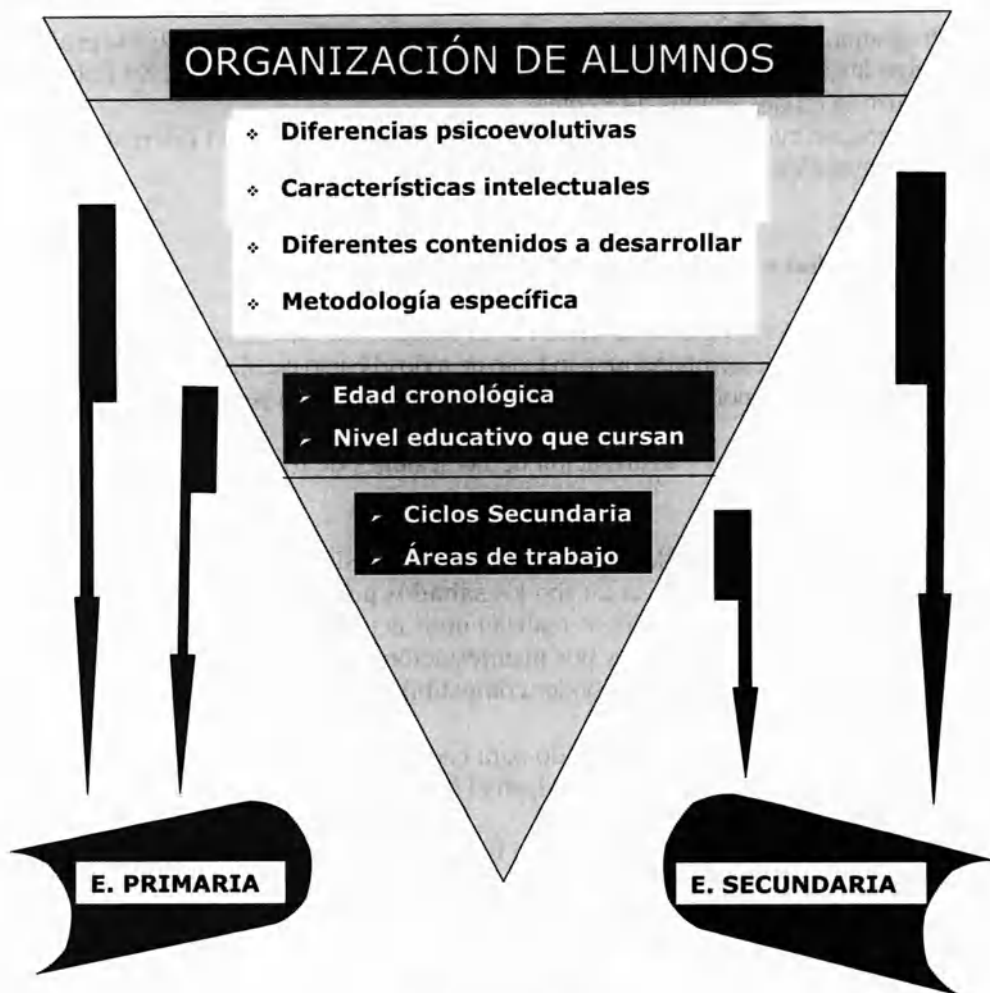 ORGANIZACIÓN DE ALUMNOS
❖ Diferencias psicoevolutivas
❖ Características intelectuales
❖ Diferentes contenidos a desarrollar
❖ Metodología específica
➢ Edad cronológica
➢ Nivel educativo que cursan
➢ Ciclos Secundaria
➢ Áreas de trabajo
E. PRIMARIA
E. SECUNDARIA